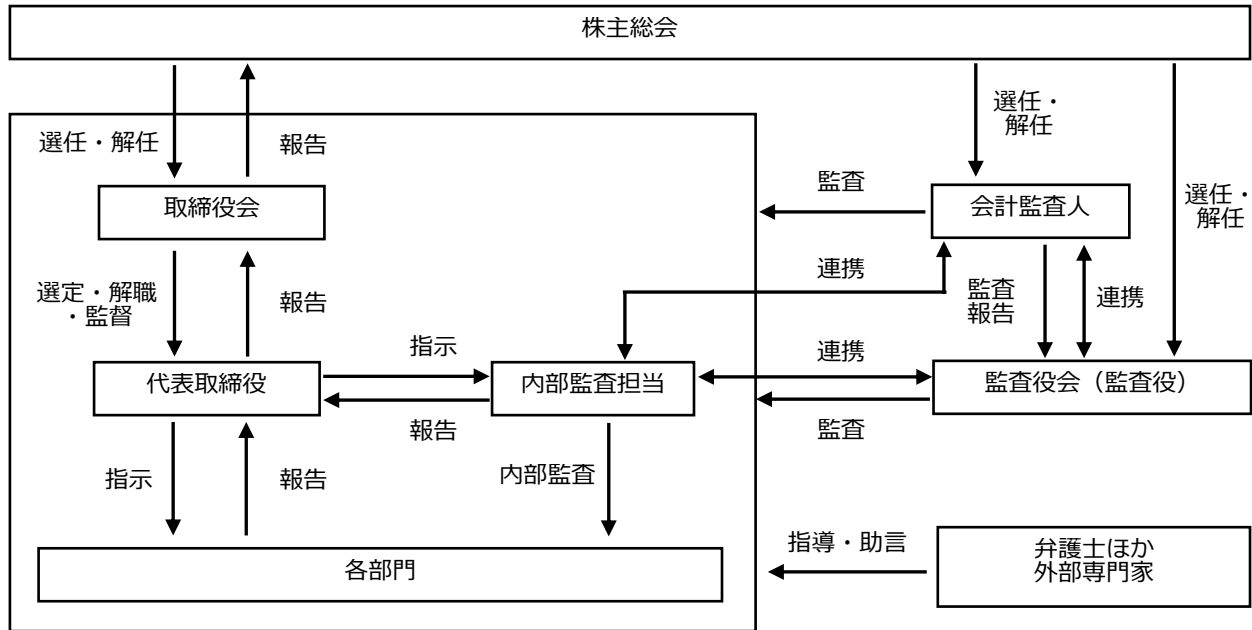 株主総会
選任・解任
報告
選任・
解任
選任・
解任
取締役会
監査
会計監査人
選定・解職
・監督
報告
連携
監査
報告
連携
代表取締役
指示
報告
内部監査担当
連携
監査
監査役会（監査役）
指示
報告
内部監査
各部門
指導・助言
弁護士ほか
外部専門家